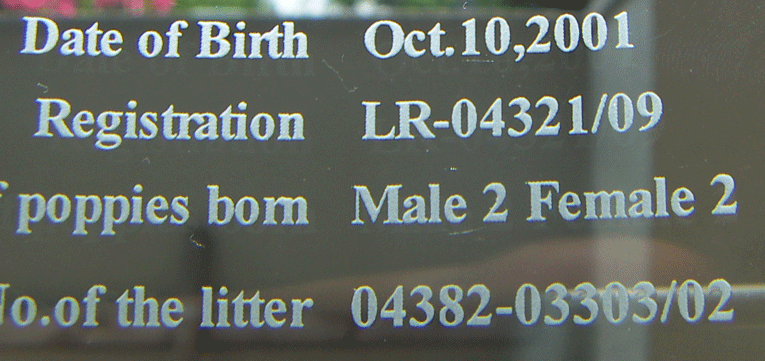 Date of Birth Oct.10,2001
Registration LR-04321/09
poppies born Male 2 Female 2
No.of the litter 04382-03303/02